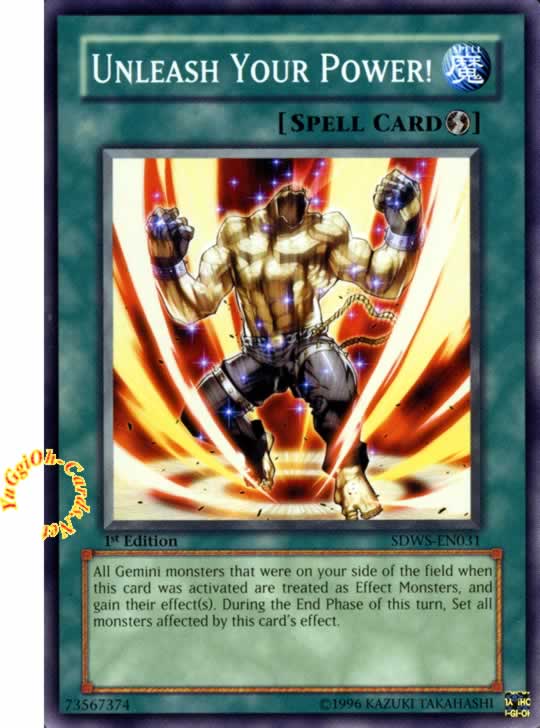 UNLEASH YOUR POWER!
SPELL
魔
[SPELL CARD]
YuGgiOh-Cards.Net
1st Edition
SDWS-EN031
All Gemini monsters that were on your side of the field when
this card was activated are treated as Effect Monsters, and
gain their effect(s). During the End Phase of this turn, Set all
monsters affected by this card's effect.
73567374
©1996 KAZUKI TAKAHASHI